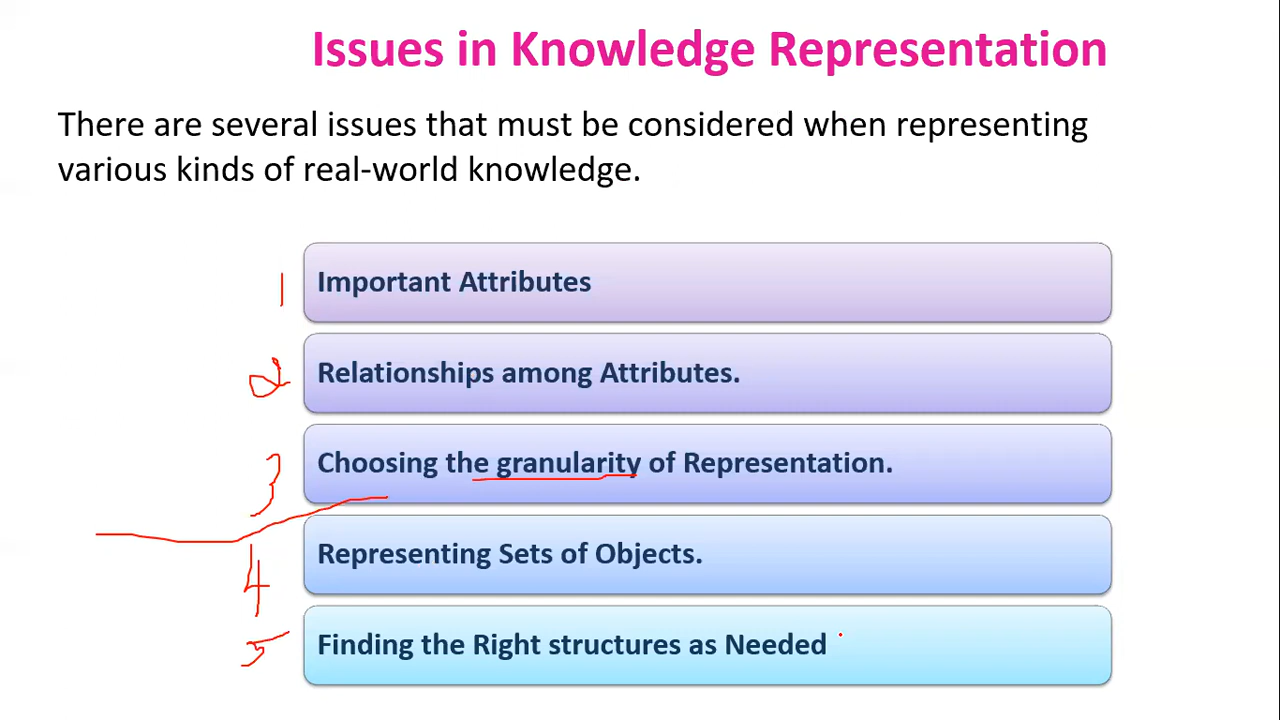 Issues in Knowledge Representation
There are several issues that must be considered when representing
various kinds of real-world knowledge.
1 Important Attributes
2 Relationships among Attributes.
3 Choosing the granularity of Representation.
4 Representing Sets of Objects.
5 Finding the Right structures as Needed